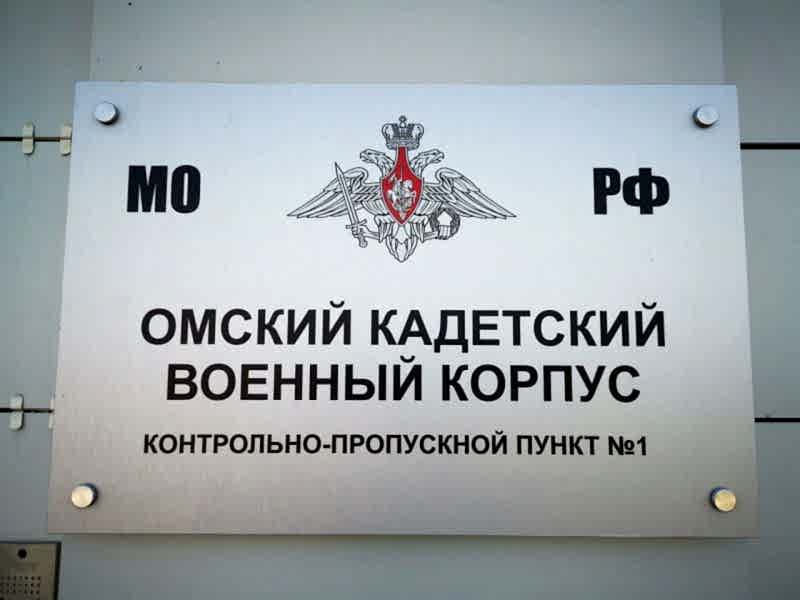 МО РФ
ОМСКИЙ КАДЕТСКИЙ
ВОЕННЫЙ КОРПУС
КОНТРОЛЬНО-ПРОПУСКНОЙ ПУНКТ №1